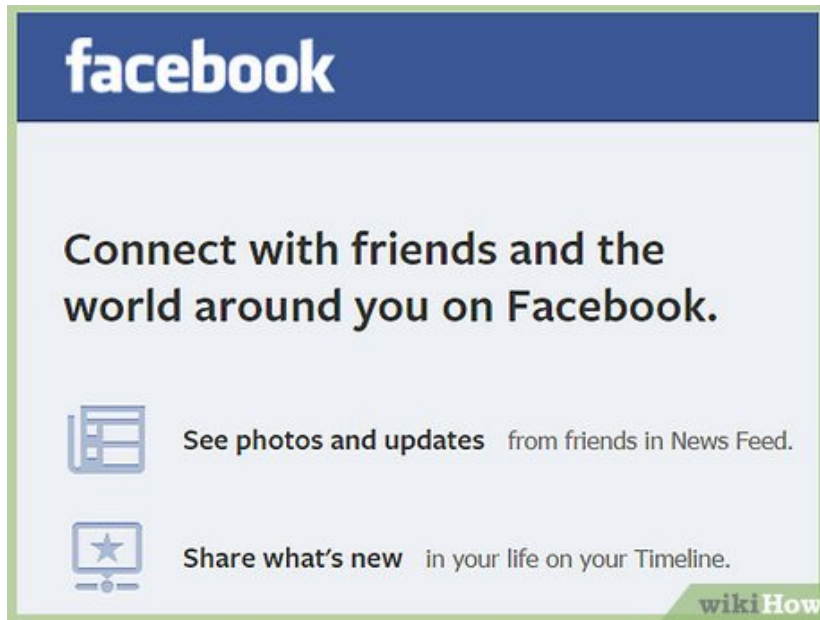 facebook
Connect with friends and the
world around you on Facebook.
See photos and updates from friends in News Feed.
Share what's new in your life on your Timeline.
wikiHow